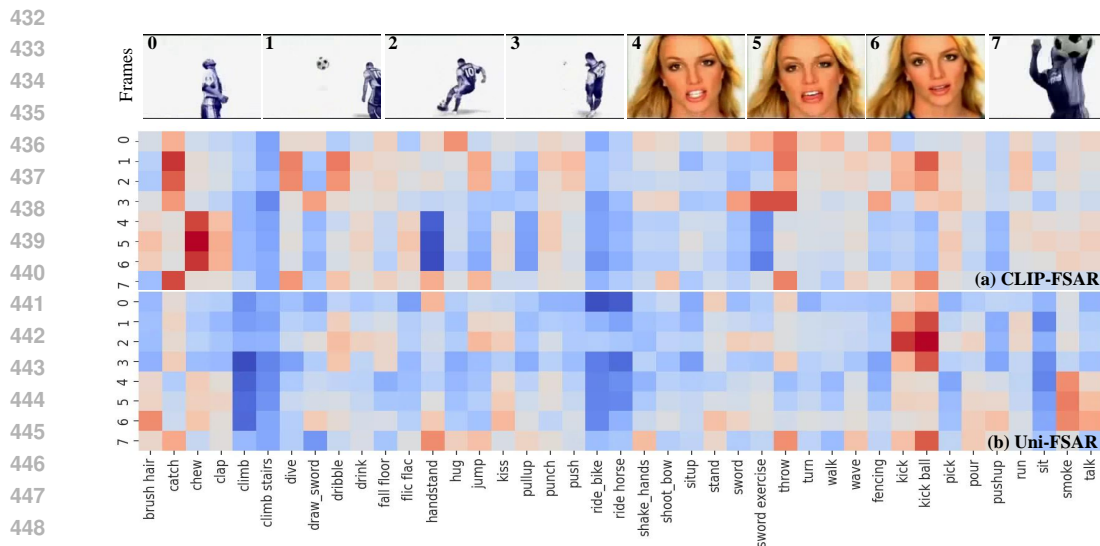 432
433
434
435
436
437
438
439
440
441
442
443
444
445
446
447
448
Frames
0 1 2 3 4 5 6 7
10
0
1
2
3
4
5
6
7
(a) CLIP-FSAR
0
1
2
3
4
5
6
7
(b) Uni-FSAR
brush hair
catch
chew
clap
climb
climb stairs
dive
draw_sword
dribble
drink
fall floor
flic flac
handstand
hug
jump
kiss
pullup
punch
push
ride_bike
ride horse
shake_hands
shoot_bow
situp
stand
sword
sword exercise
throw
turn
walk
wave
fencing
kick
kick ball
pick
pour
pushup
run
sit
smoke
talk